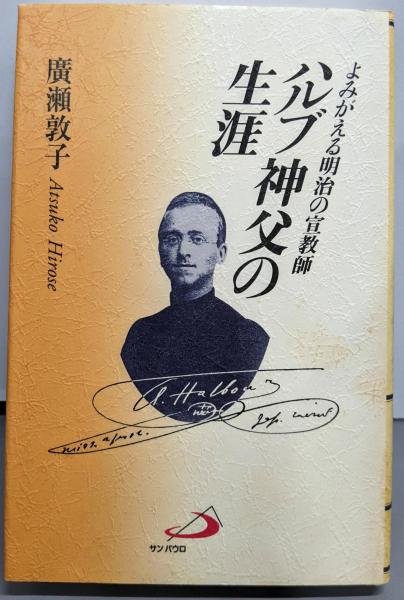 よみがえる明治の宣教師
ハルブ神父の
生涯
廣瀬敦子 Atsuko Hirose
A. Halbout
サンパウロ